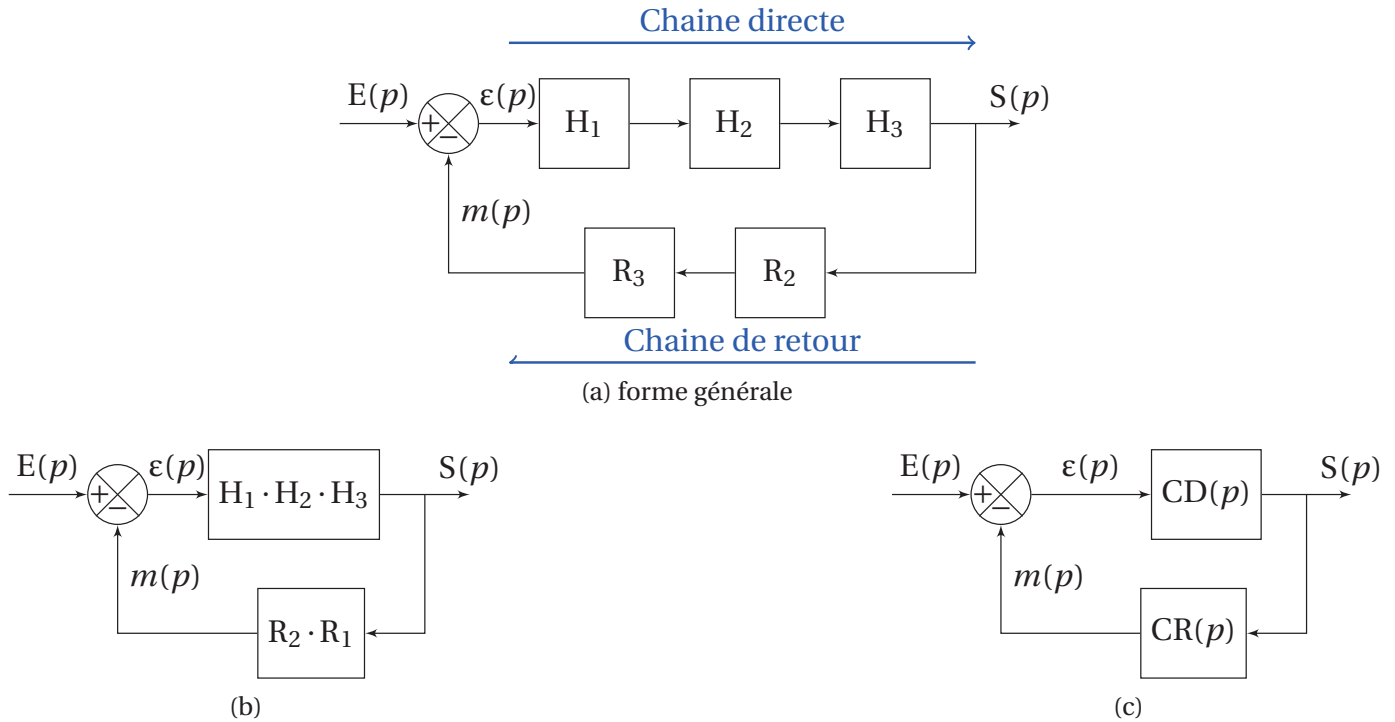 Chaine directe
E(p) + − ε(p) H₁ H₂ H₃ S(p)
m(p)
R₃ R₂
Chaine de retour
(a) forme générale
E(p) + − ε(p) H₁ · H₂ · H₃ S(p)
m(p)
R₂ · R₁
(b)
E(p) + − ε(p) CD(p) S(p)
m(p)
CR(p)
(c)